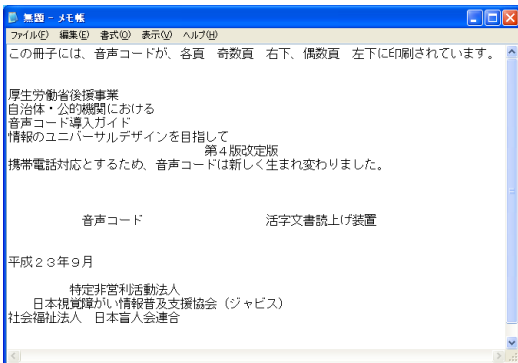 無題 - メモ帳
ファイル(F) 編集(E) 書式(O) 表示(V) ヘルプ(H)
この冊子には、音声コードが、各頁　奇数頁　右下、偶数頁　左下に印刷されています。
厚生労働省後援事業
自治体・公的機関における
音声コード導入ガイド
情報のユニバーサルデザインを目指して
第４版改定版
携帯電話対応とするため、音声コードは新しく生まれ変わりました。
音声コード　　　　　　　　活字文書読上げ装置
平成２３年９月
特定非営利活動法人
日本視覚障がい情報普及支援協会（ジャビス）
社会福祉法人　日本盲人会連合